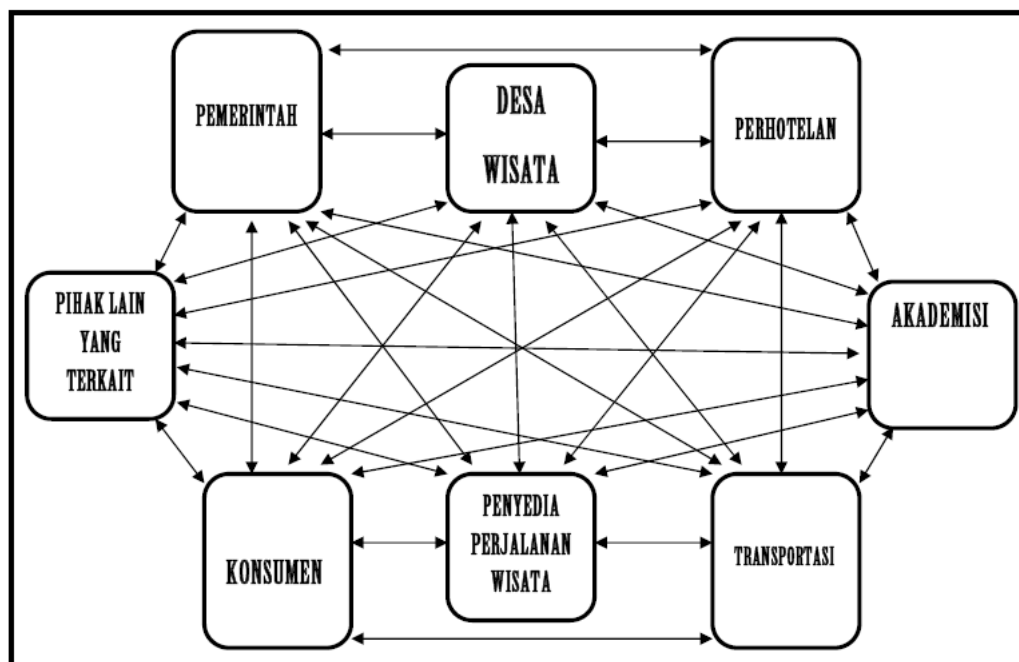 PEMERINTAH
DESA
WISATA
PERHOTELAN
PIHAK LAIN
YANG
TERKAIT
AKADEMISI
KONSUMEN
PENYEDIA
PERJALANAN
WISATA
TRANSPORTASI